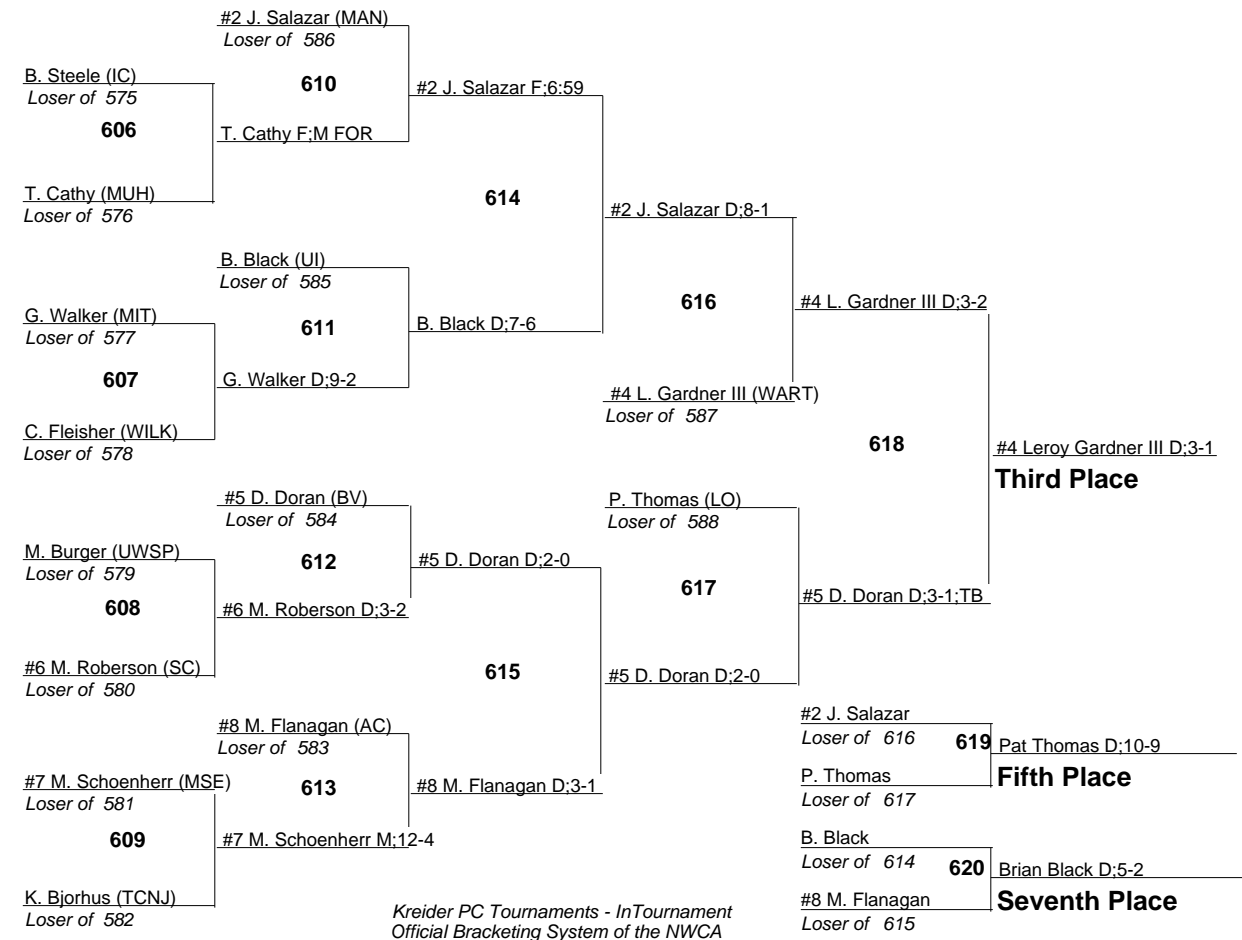 #2 J. Salazar (MAN)
Loser of 586
B. Steele (IC)
Loser of 575
610
#2 J. Salazar F;6:59
606
T. Cathy F;M FOR
T. Cathy (MUH)
Loser of 576
614
#2 J. Salazar D;8-1
B. Black (UI)
Loser of 585
G. Walker (MIT)
Loser of 577
611
B. Black D;7-6
616
#4 L. Gardner III D;3-2
607
G. Walker D;9-2
#4 L. Gardner III (WART)
Loser of 587
C. Fleisher (WILK)
Loser of 578
618
#4 Leroy Gardner III D;3-1
Third Place
#5 D. Doran (BV)
Loser of 584
P. Thomas (LO)
Loser of 588
M. Burger (UWSP)
Loser of 579
612
#5 D. Doran D;2-0
617
#5 D. Doran D;3-1;TB
608
#6 M. Roberson D;3-2
#6 M. Roberson (SC)
Loser of 580
615
#5 D. Doran D;2-0
#8 M. Flanagan (AC)
Loser of 583
#2 J. Salazar
Loser of 616
619
Pat Thomas D;10-9
Fifth Place
P. Thomas
Loser of 617
#7 M. Schoenherr (MSE)
Loser of 581
613
#8 M. Flanagan D;3-1
609
#7 M. Schoenherr M;12-4
B. Black
Loser of 614
620
Brian Black D;5-2
Seventh Place
#8 M. Flanagan
Loser of 615
K. Bjorhus (TCNJ)
Loser of 582
Kreider PC Tournaments - InTournament
Official Bracketing System of the NWCA